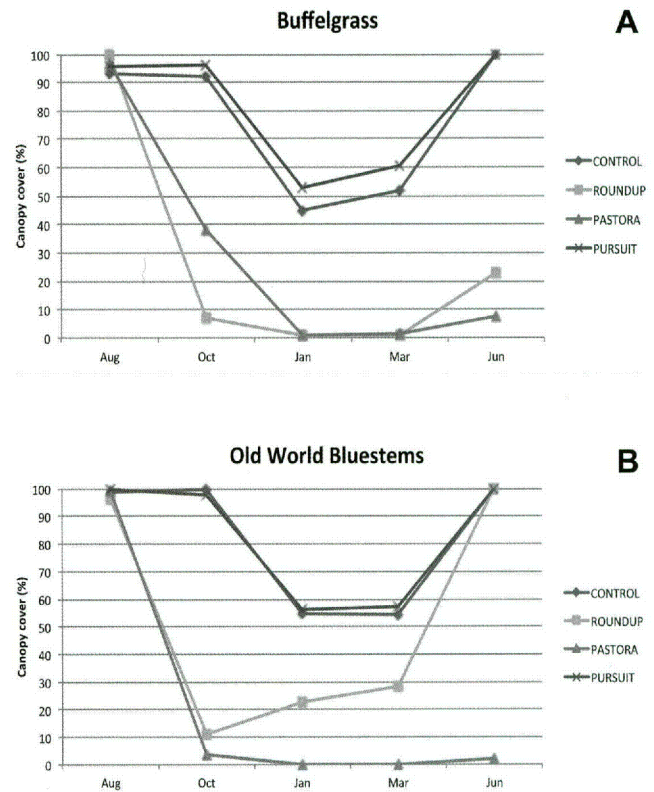 Buffelgrass
A
100
90
80
70
60
50
40
30
20
10
0
Canopy cover (%)
Aug Oct Jan Mar Jun
CONTROL
ROUNDUP
PASTORA
PURSUIT
Old World Bluestems
B
100
90
80
70
60
50
40
30
20
10
0
Canopy cover (%)
Aug Oct Jan Mar Jun
CONTROL
ROUNDUP
PASTORA
PURSUIT